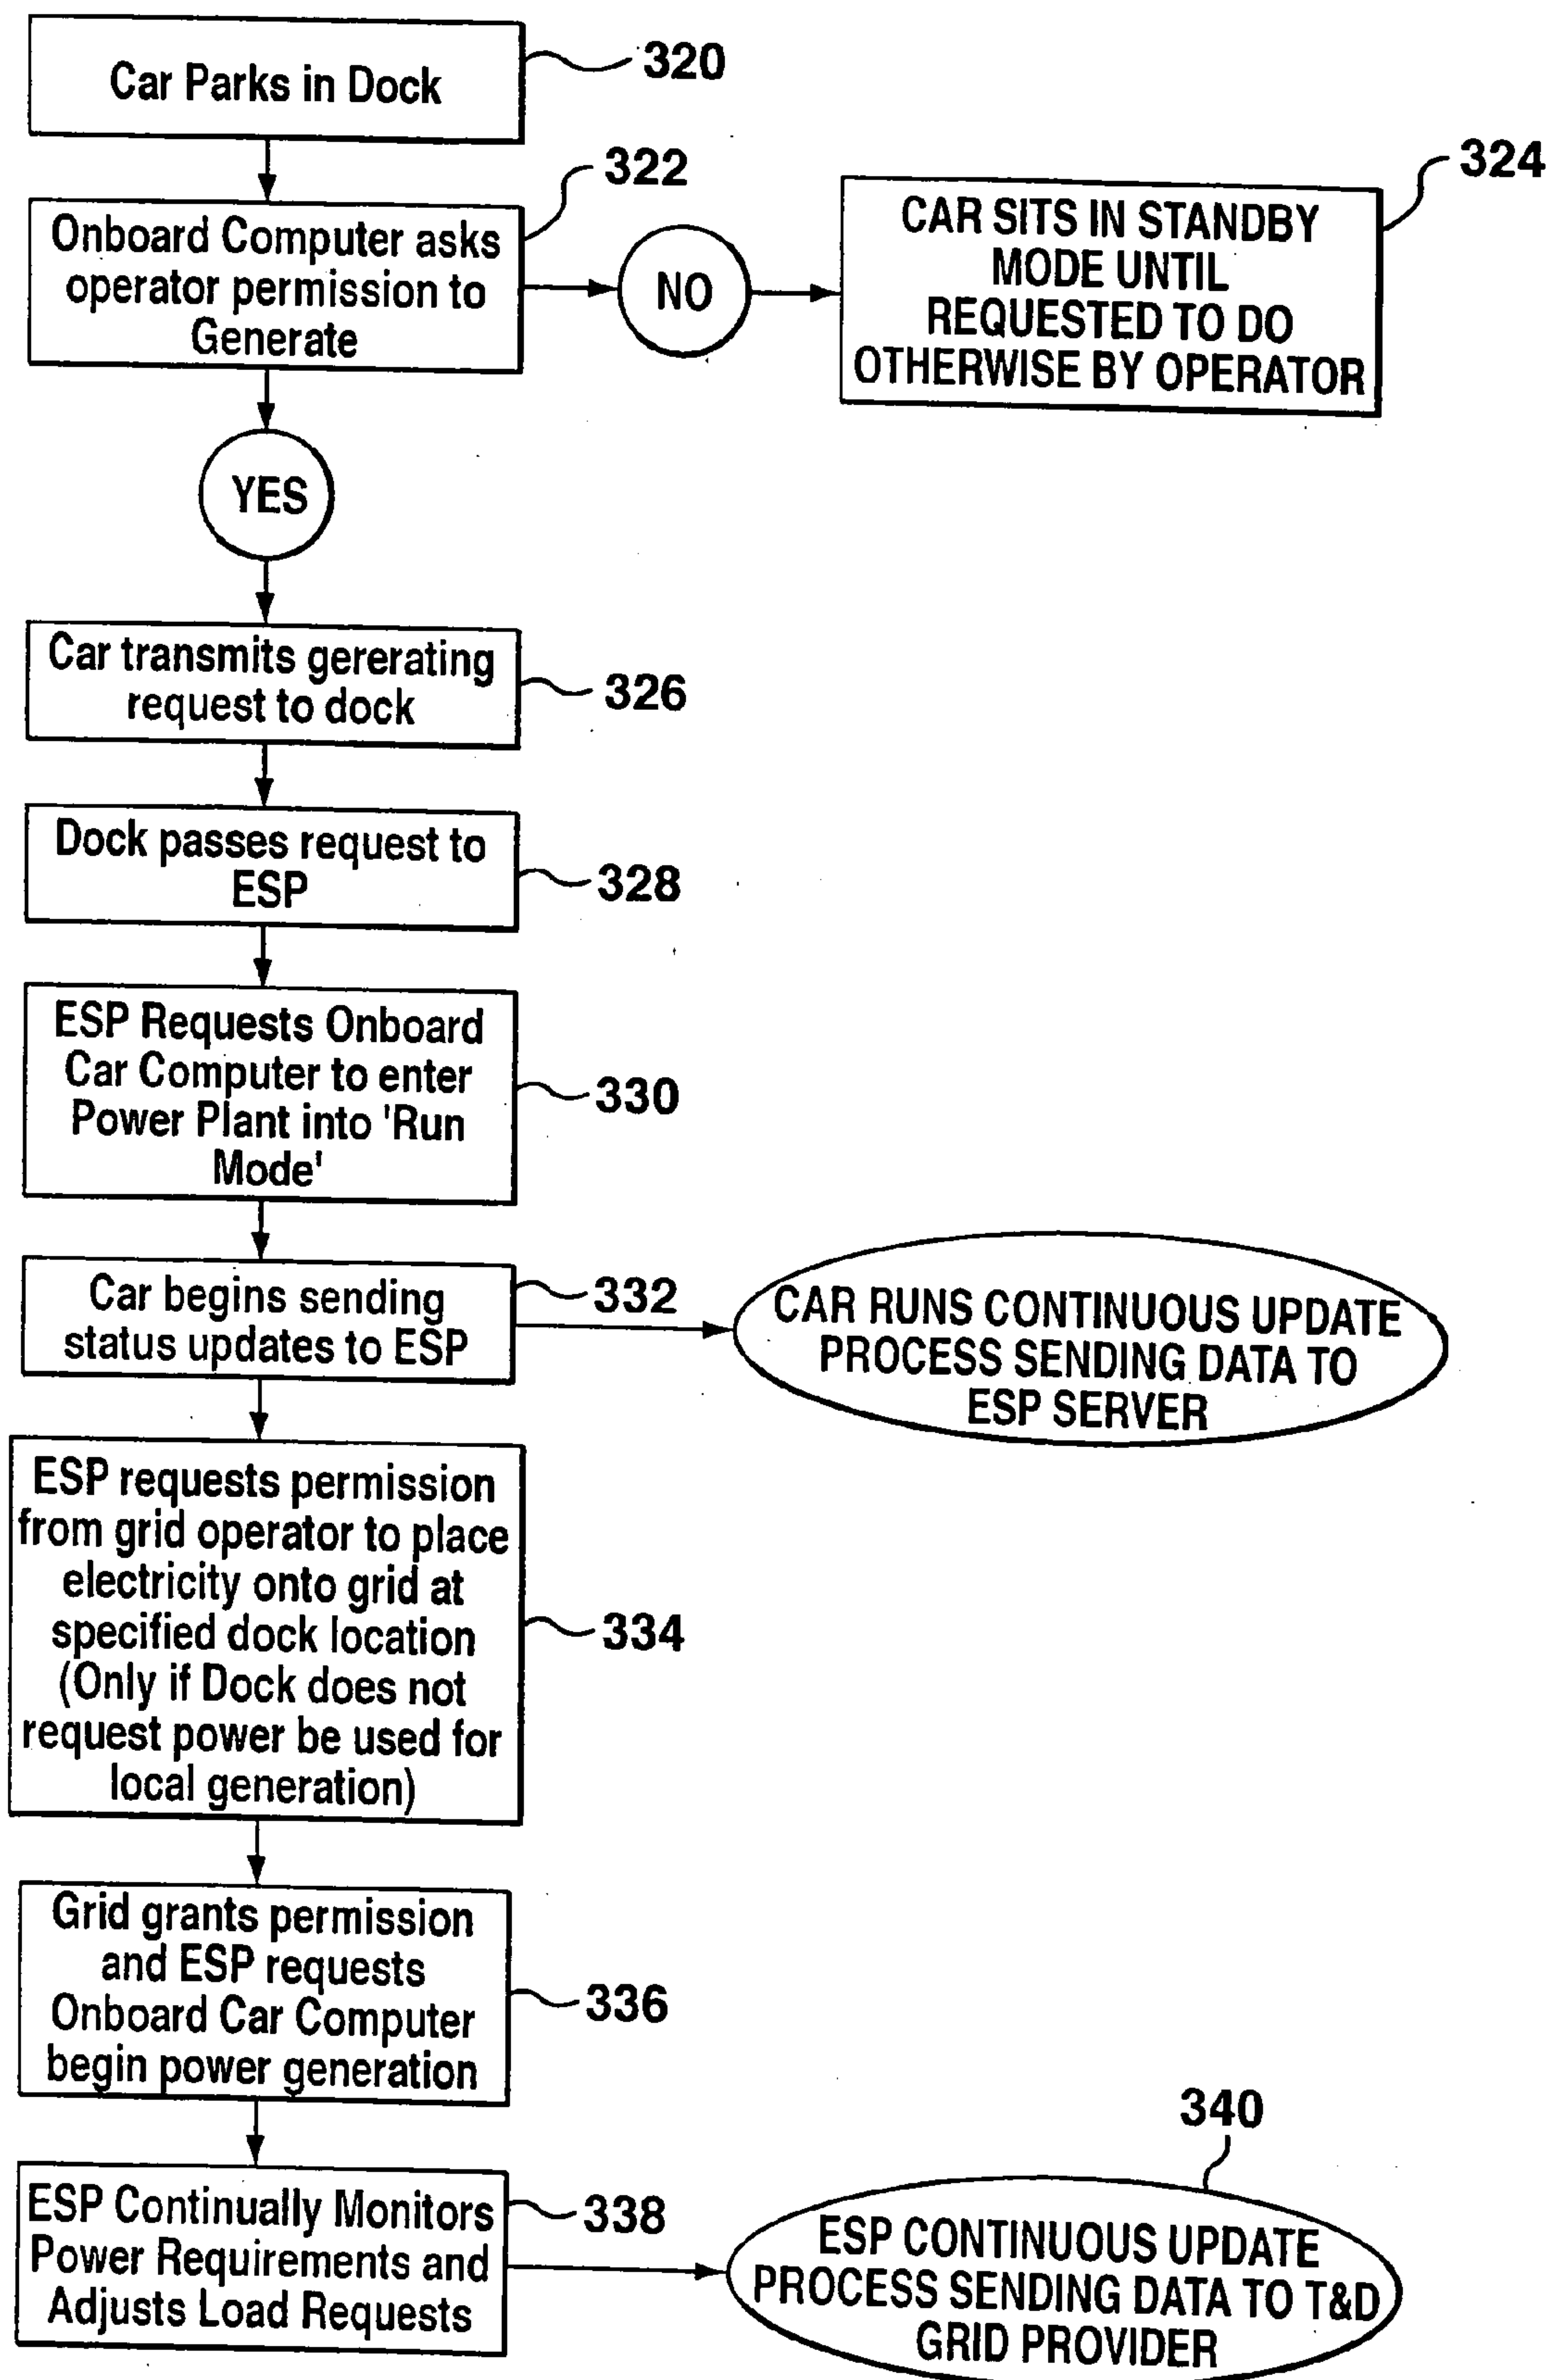 Car Parks in Dock
320
322
Onboard Computer asks
operator permission to
Generate
NO
324
CAR SITS IN STANDBY
MODE UNTIL
REQUESTED TO DO
OTHERWISE BY OPERATOR
YES
Car transmits gererating
request to dock
326
Dock passes request to
ESP
328
ESP Requests Onboard
Car Computer to enter
Power Plant into 'Run
Mode'
330
Car begins sending
status updates to ESP
332
CAR RUNS CONTINUOUS UPDATE
PROCESS SENDING DATA TO
ESP SERVER
ESP requests permission
from grid operator to place
electricity onto grid at
specified dock location
(Only if Dock does not
request power be used for
local generation)
334
Grid grants permission
and ESP requests
Onboard Car Computer
begin power generation
336
ESP Continually Monitors
Power Requirements and
Adjusts Load Requests
338
340
ESP CONTINUOUS UPDATE
PROCESS SENDING DATA TO T&D
GRID PROVIDER